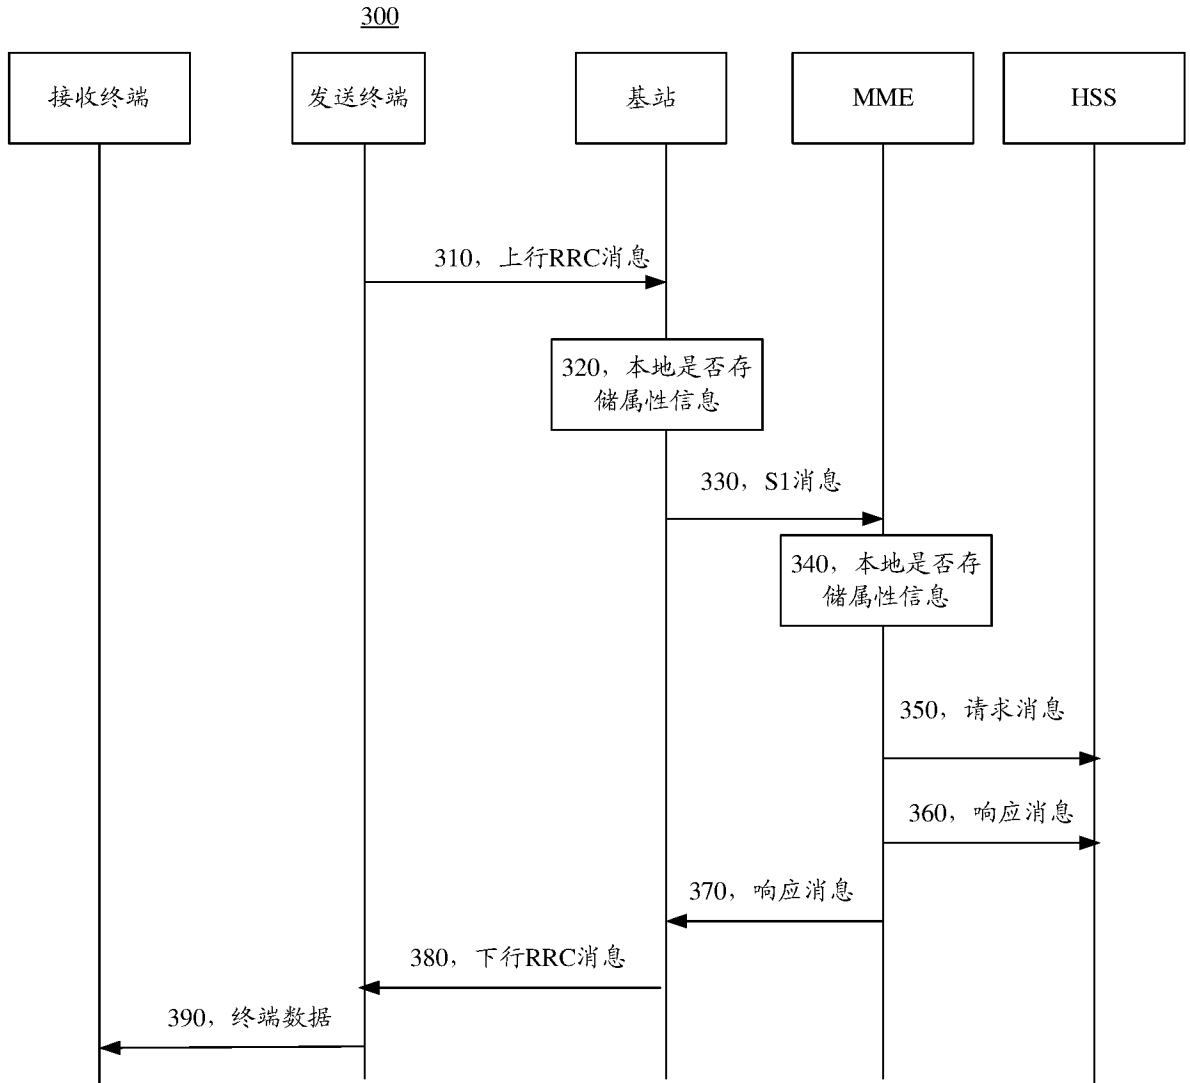 300
接收终端
发送终端
基站
MME
HSS
310，上行RRC消息
320，本地是否存
储属性信息
330，S1消息
340，本地是否存
储属性信息
350，请求消息
360，响应消息
370，响应消息
380，下行RRC消息
390，终端数据